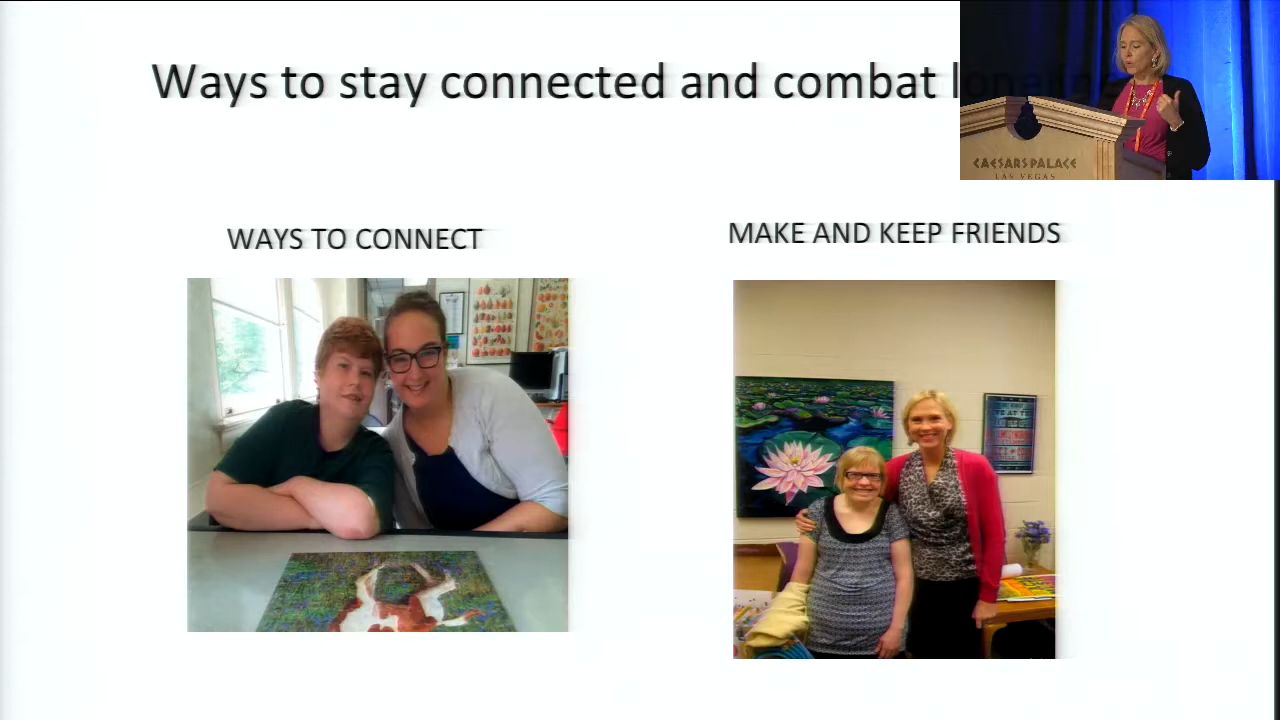 Ways to stay connected and combat
WAYS TO CONNECT
MAKE AND KEEP FRIENDS
CAESARS PALACE
LAS VEGAS